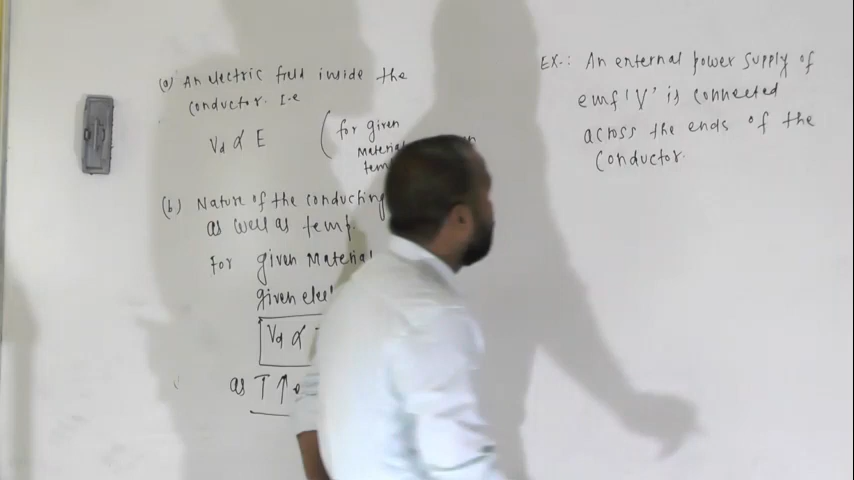 (a) An electric field inside the
conductor. I.e
Vd ∝ E (for given
Material
(b) Nature of the conducting
as well as temp.
For given Material
given
Vd ∝
as T↑
EX.: An external power supply of
emf 'V' is connected
across the ends of the
Conductor.